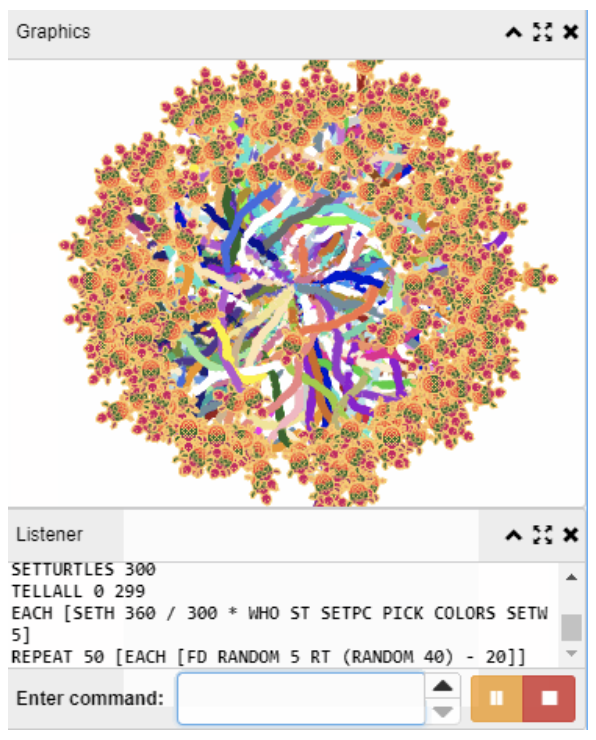 Graphics
Listener
SETTURTLES 300
TELLALL 0 299
EACH [SETH 360 / 300 * WHO ST SETPC PICK COLORS SETW
5]
REPEAT 50 [EACH [FD RANDOM 5 RT (RANDOM 40) - 20]]
Enter command: